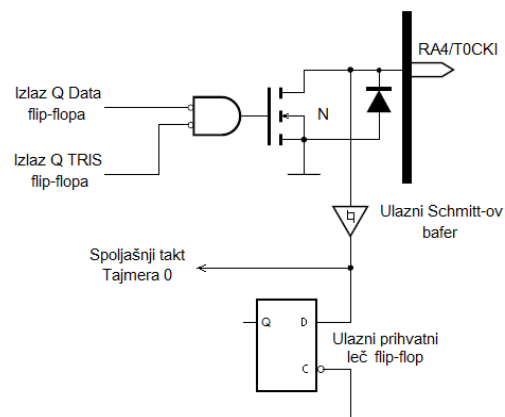 RA4/T0CKI
Izlaz Q Data
flip-flopa
N
Izlaz Q TRIS
flip-flopa
Ulazni Schmitt-ov
bafer
Spoljašnji takt
Tajmera 0
Q D
Ulazni prihvatni
leč flip-flop
C